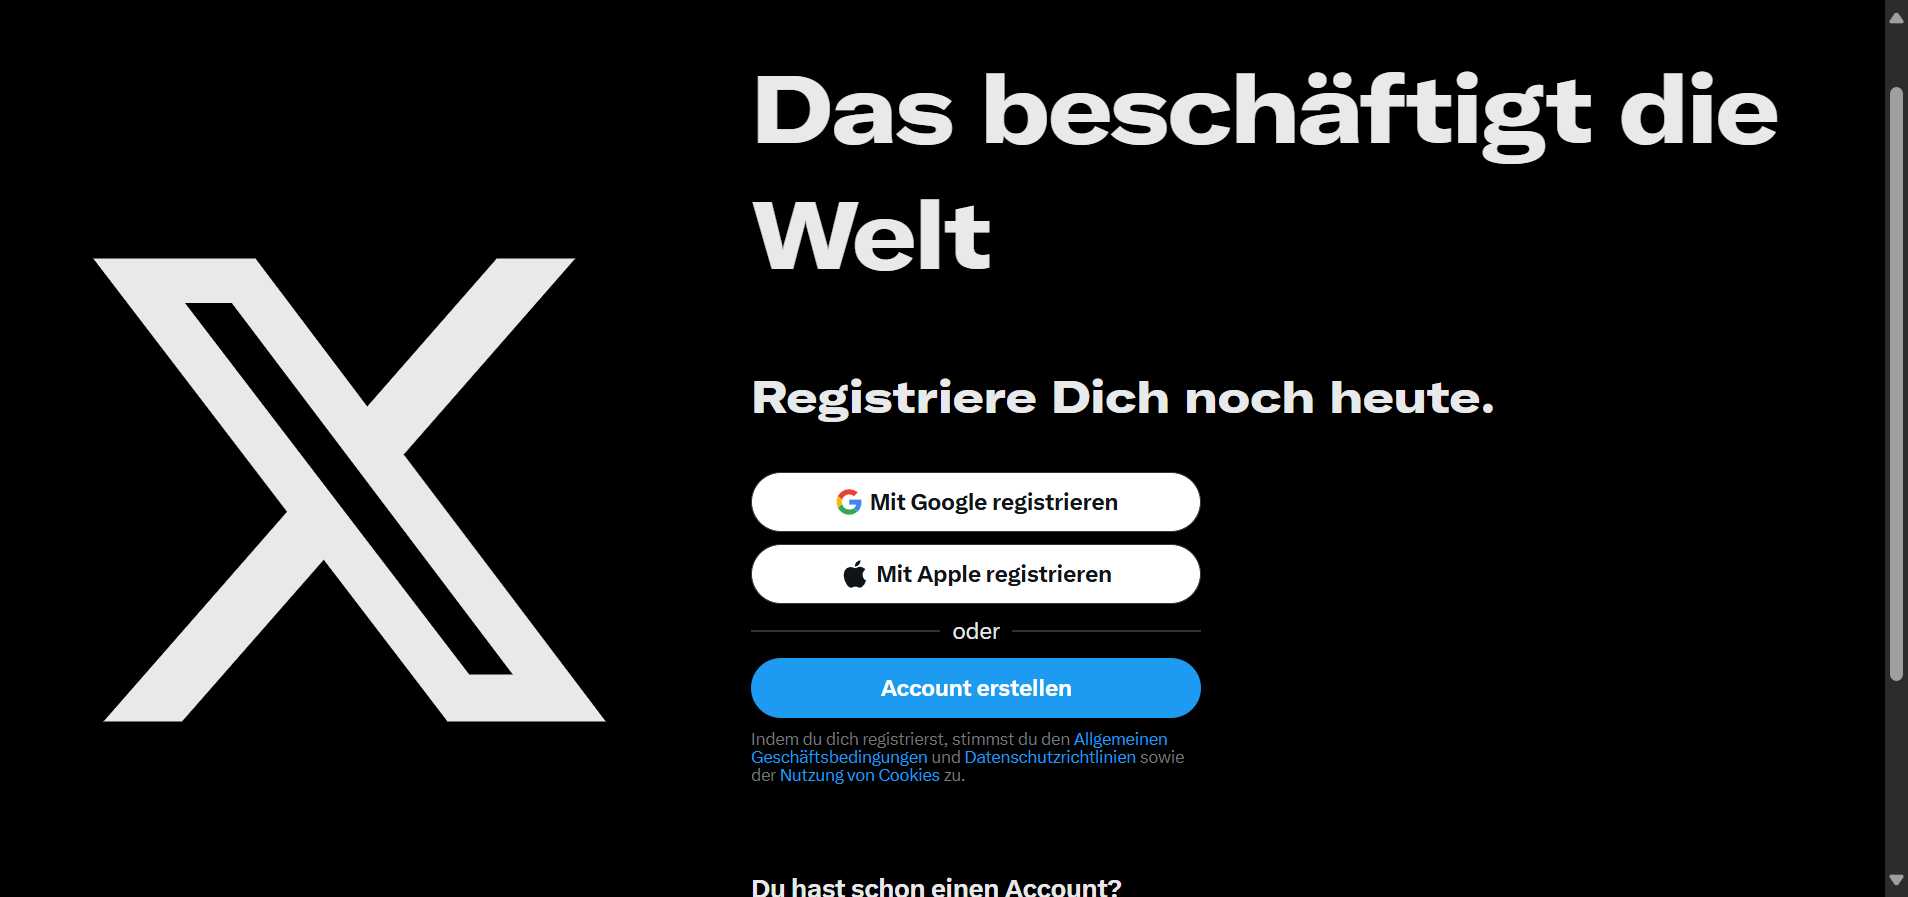 Das beschäftigt die
Welt
Registriere Dich noch heute.
Mit Google registrieren
Mit Apple registrieren
oder
Account erstellen
Indem du dich registrierst, stimmst du den Allgemeinen
Geschäftsbedingungen und Datenschutzrichtlinien sowie
der Nutzung von Cookies zu.
Du hast schon einen Account?